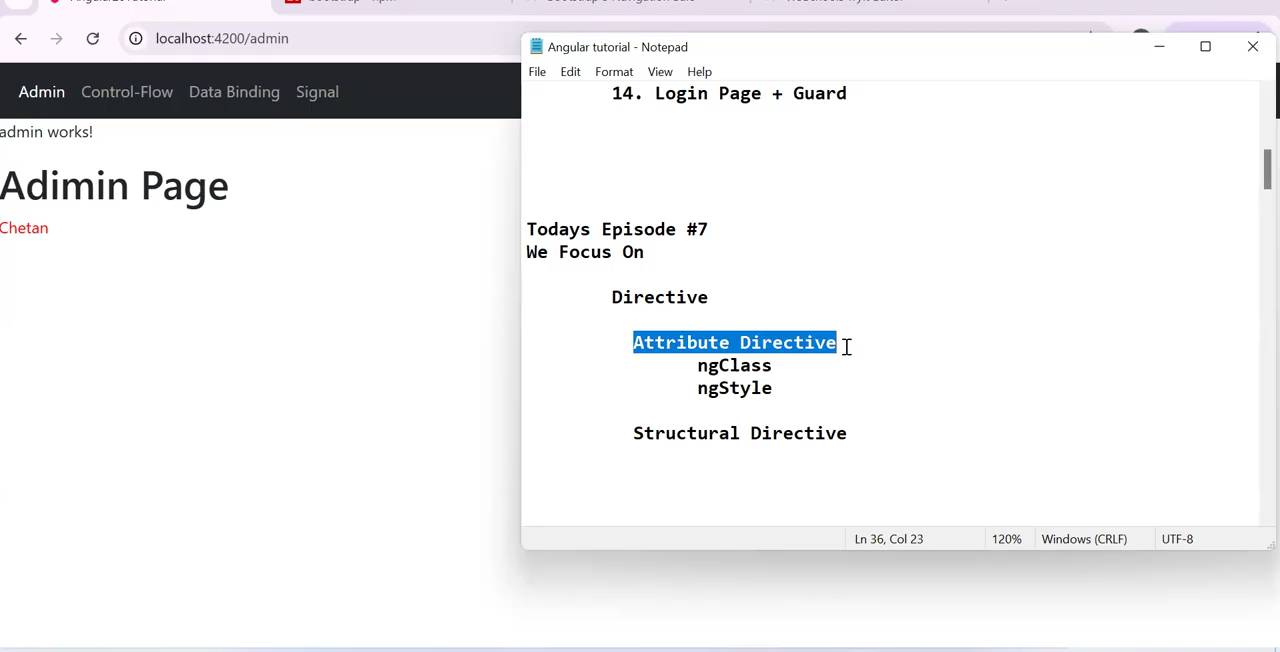 localhost:4200/admin
Admin Control-Flow Data Binding Signal
admin works!
Adimin Page
Chetan
Angular tutorial - Notepad
File Edit Format View Help
14. Login Page + Guard
Todays Episode #7
We Focus On
Directive
Attribute Directive
ngClass
ngStyle
Structural Directive
Ln 36, Col 23
120%
Windows (CRLF)
UTF-8